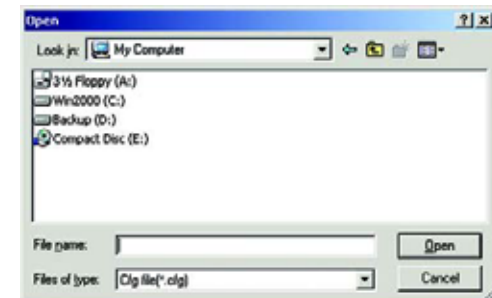 Open
Look in: My Computer
3½ Floppy (A:)
Win2000 (C:)
Backup (D:)
Compact Disc (E:)
File name:
Open
Files of type: Cfg file(*.cfg)
Cancel